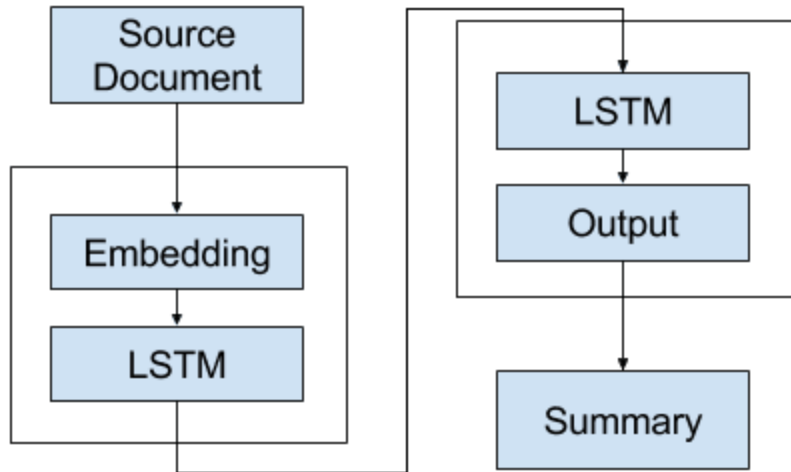 Source
Document
Embedding
LSTM
LSTM
Output
Summary